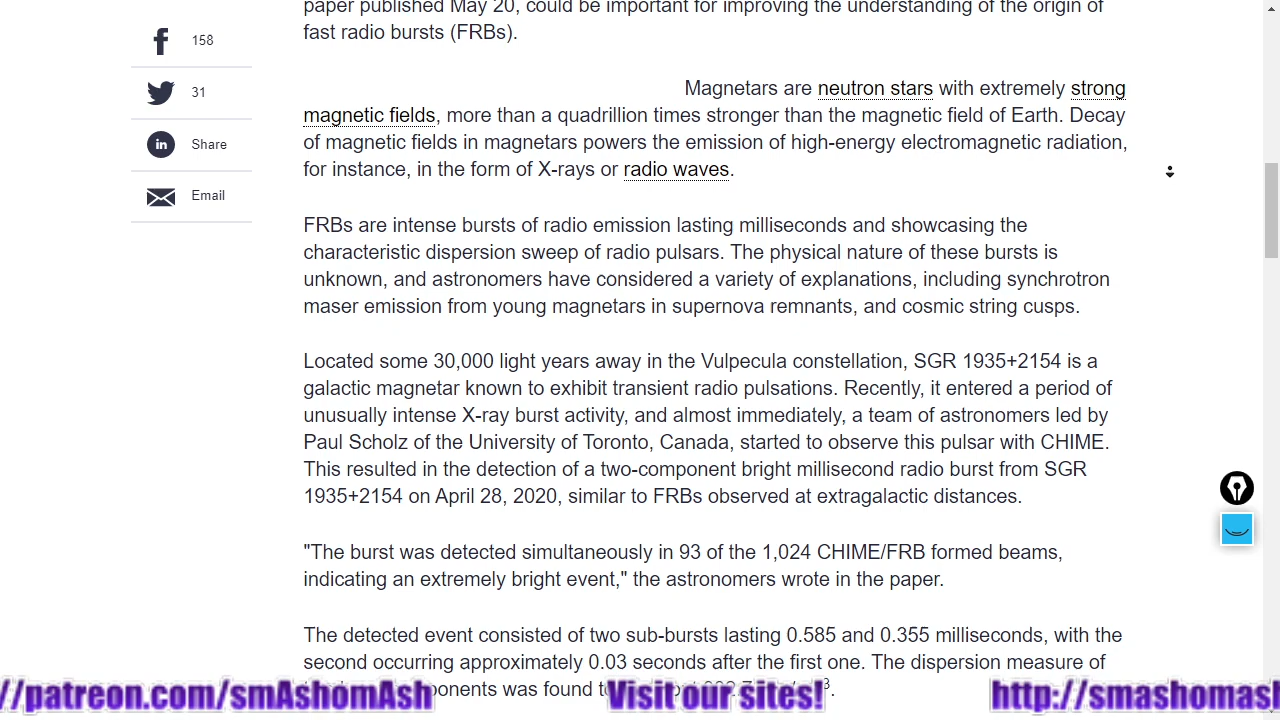 paper published May 20, could be important for improving the understanding of the origin of
fast radio bursts (FRBs).
158
31
Share
Email
Magnetars are neutron stars with extremely strong
magnetic fields, more than a quadrillion times stronger than the magnetic field of Earth. Decay
of magnetic fields in magnetars powers the emission of high-energy electromagnetic radiation,
for instance, in the form of X-rays or radio waves.
FRBs are intense bursts of radio emission lasting milliseconds and showcasing the
characteristic dispersion sweep of radio pulsars. The physical nature of these bursts is
unknown, and astronomers have considered a variety of explanations, including synchrotron
maser emission from young magnetars in supernova remnants, and cosmic string cusps.
Located some 30,000 light years away in the Vulpecula constellation, SGR 1935+2154 is a
galactic magnetar known to exhibit transient radio pulsations. Recently, it entered a period of
unusually intense X-ray burst activity, and almost immediately, a team of astronomers led by
Paul Scholz of the University of Toronto, Canada, started to observe this pulsar with CHIME.
This resulted in the detection of a two-component bright millisecond radio burst from SGR
1935+2154 on April 28, 2020, similar to FRBs observed at extragalactic distances.
"The burst was detected simultaneously in 93 of the 1,024 CHIME/FRB formed beams,
indicating an extremely bright event," the astronomers wrote in the paper.
The detected event consisted of two sub-bursts lasting 0.585 and 0.355 milliseconds, with the
second occurring approximately 0.03 seconds after the first one. The dispersion measure of
was found
//patreon.com/smAshomAsh Visit our sites! http://smashomash